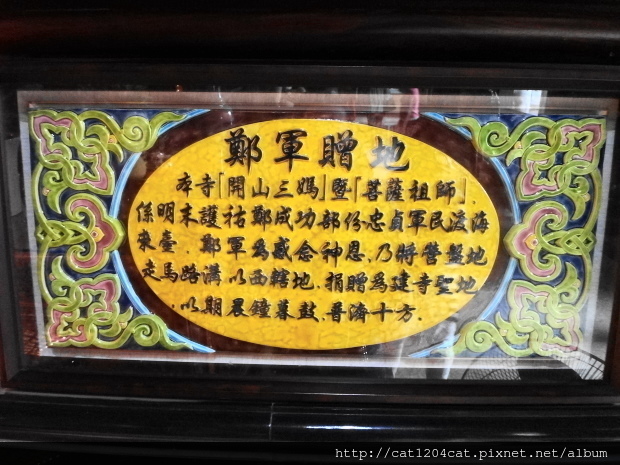 鄭軍贈地
本寺「開山三媽」暨「菩薩祖師」,
係明末護祐鄭成功部份忠貞軍民渡海
來臺.鄭軍為感念神恩,乃將營盤地
走馬路溝以西轄地.捐贈為建寺聖地
以期晨鐘暮鼓.普濟十方.
http://cat1204cat.pixnet.net/album